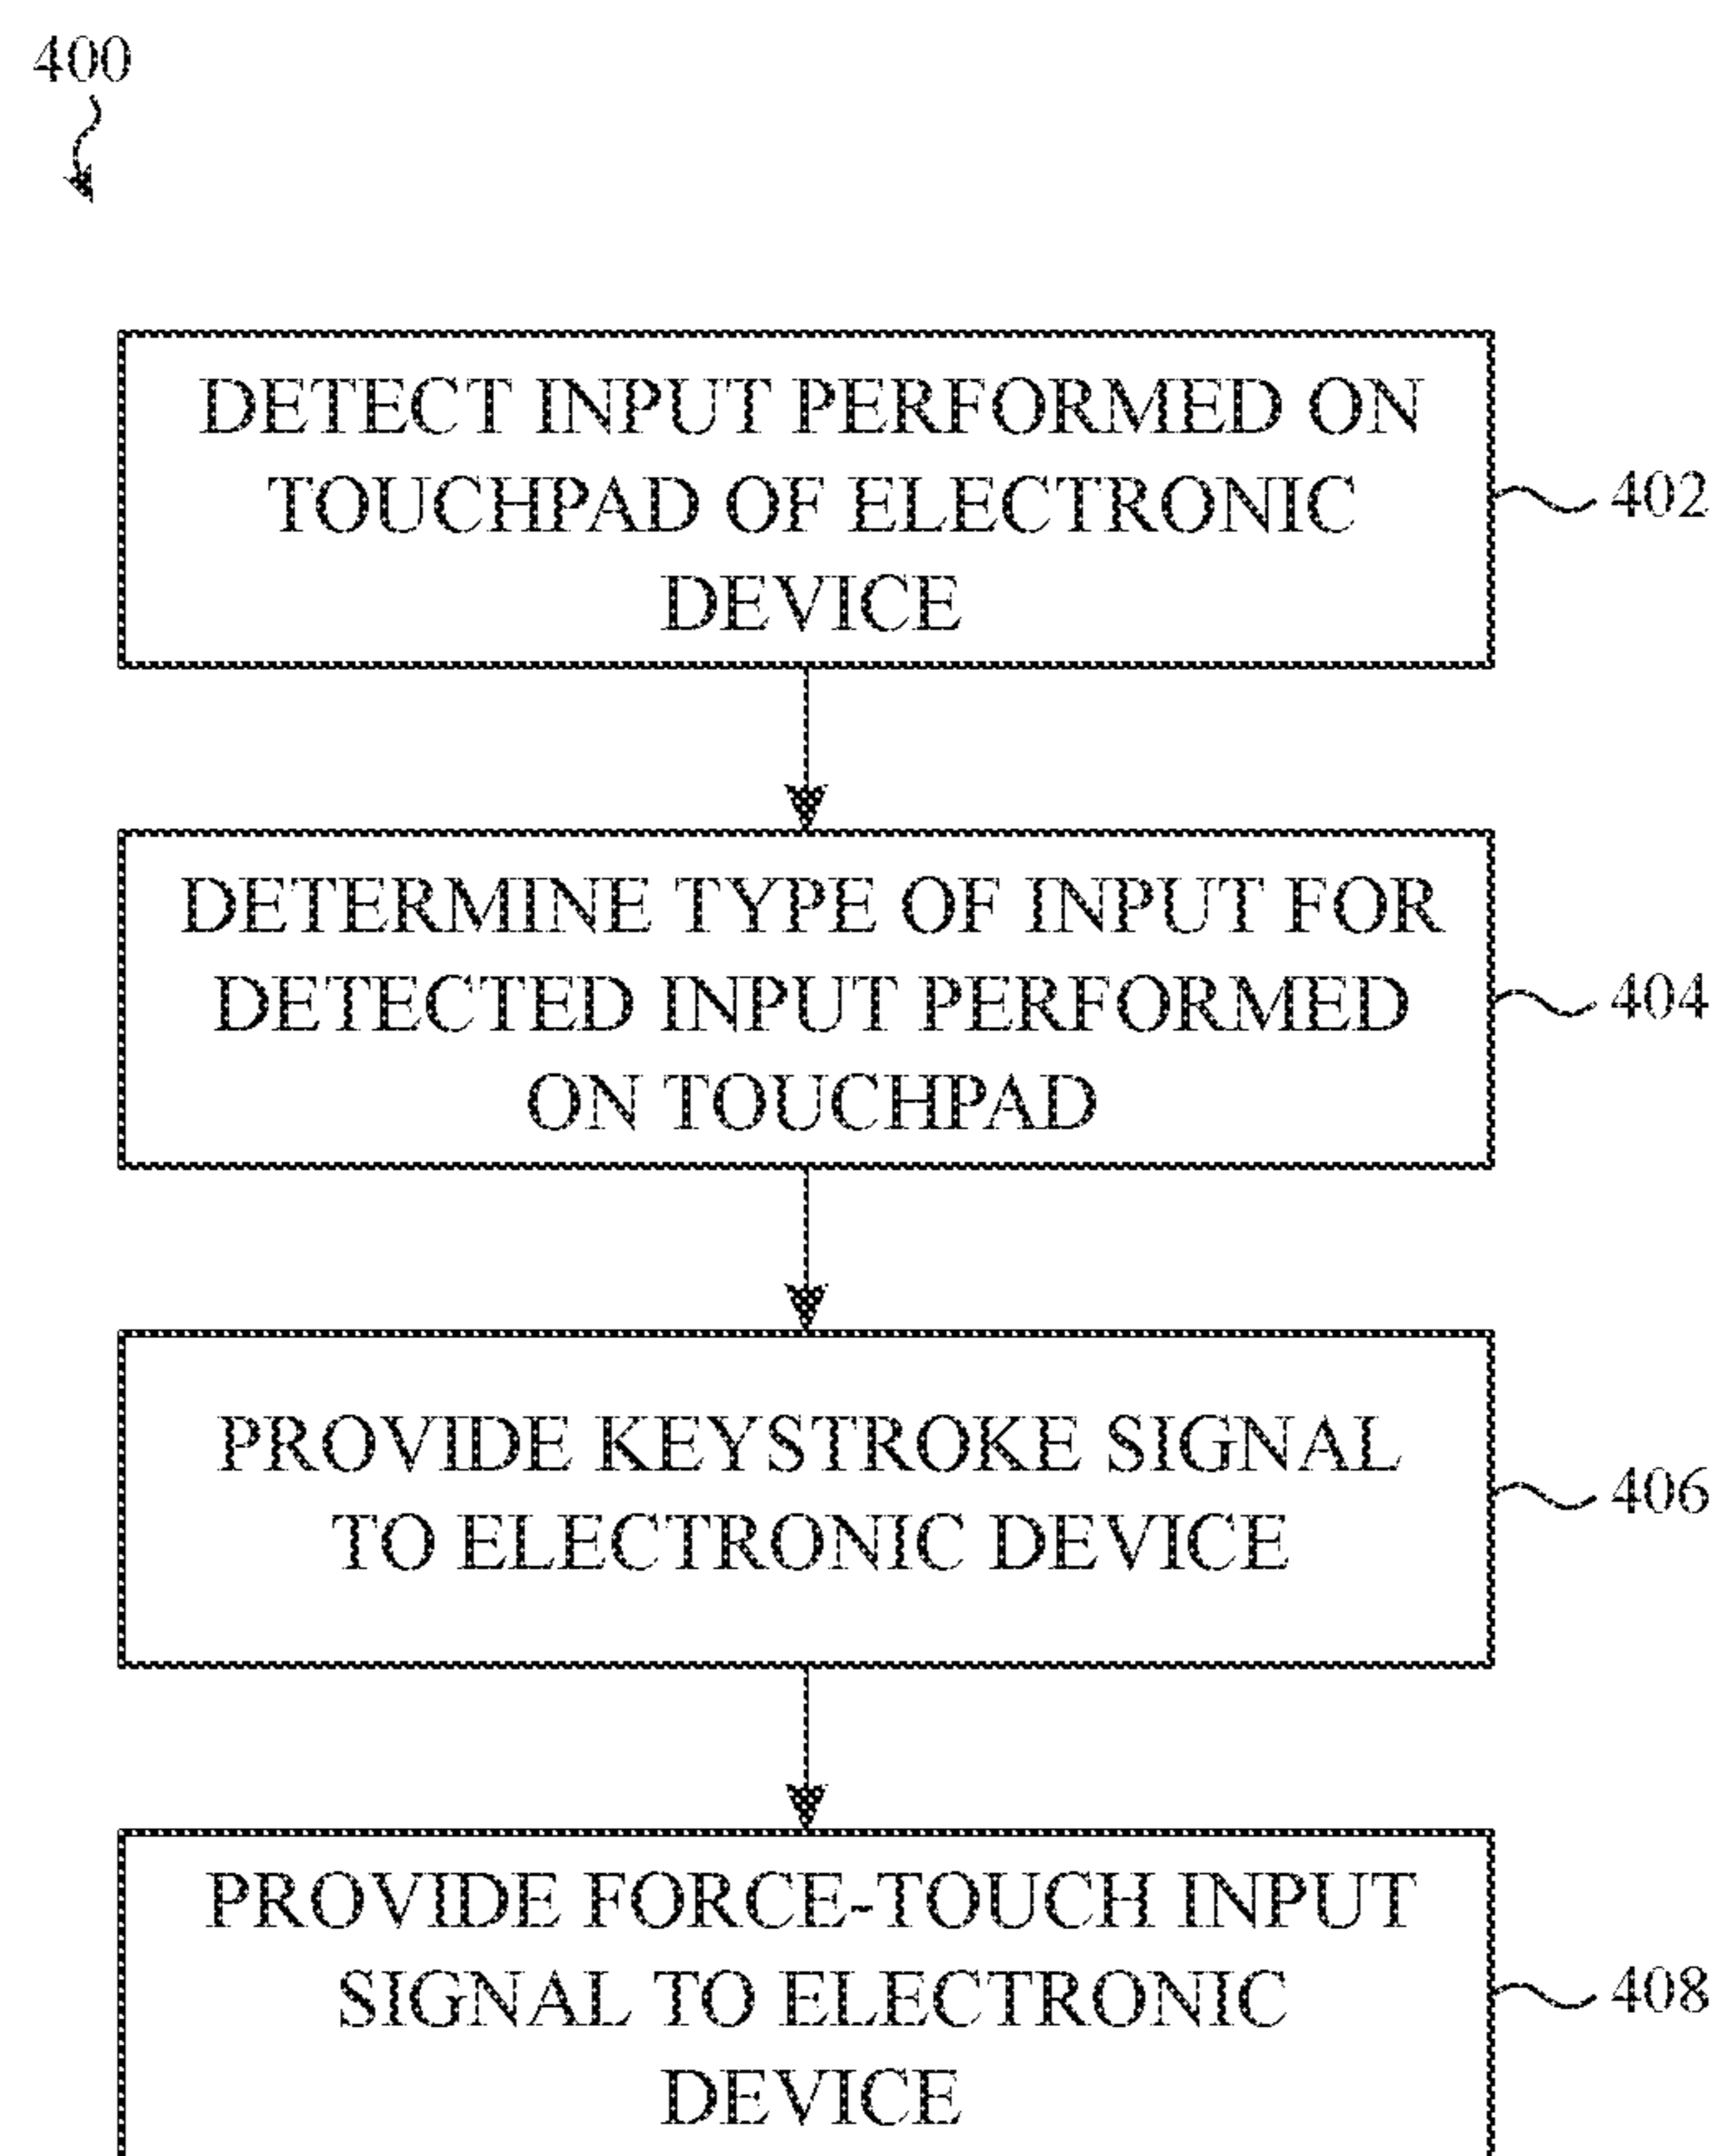 400
DETECT INPUT PERFORMED ON
TOUCHPAD OF ELECTRONIC
DEVICE
402
DETERMINE TYPE OF INPUT FOR
DETECTED INPUT PERFORMED
ON TOUCHPAD
404
PROVIDE KEYSTROKE SIGNAL
TO ELECTRONIC DEVICE
406
PROVIDE FORCE-TOUCH INPUT
SIGNAL TO ELECTRONIC
DEVICE
408